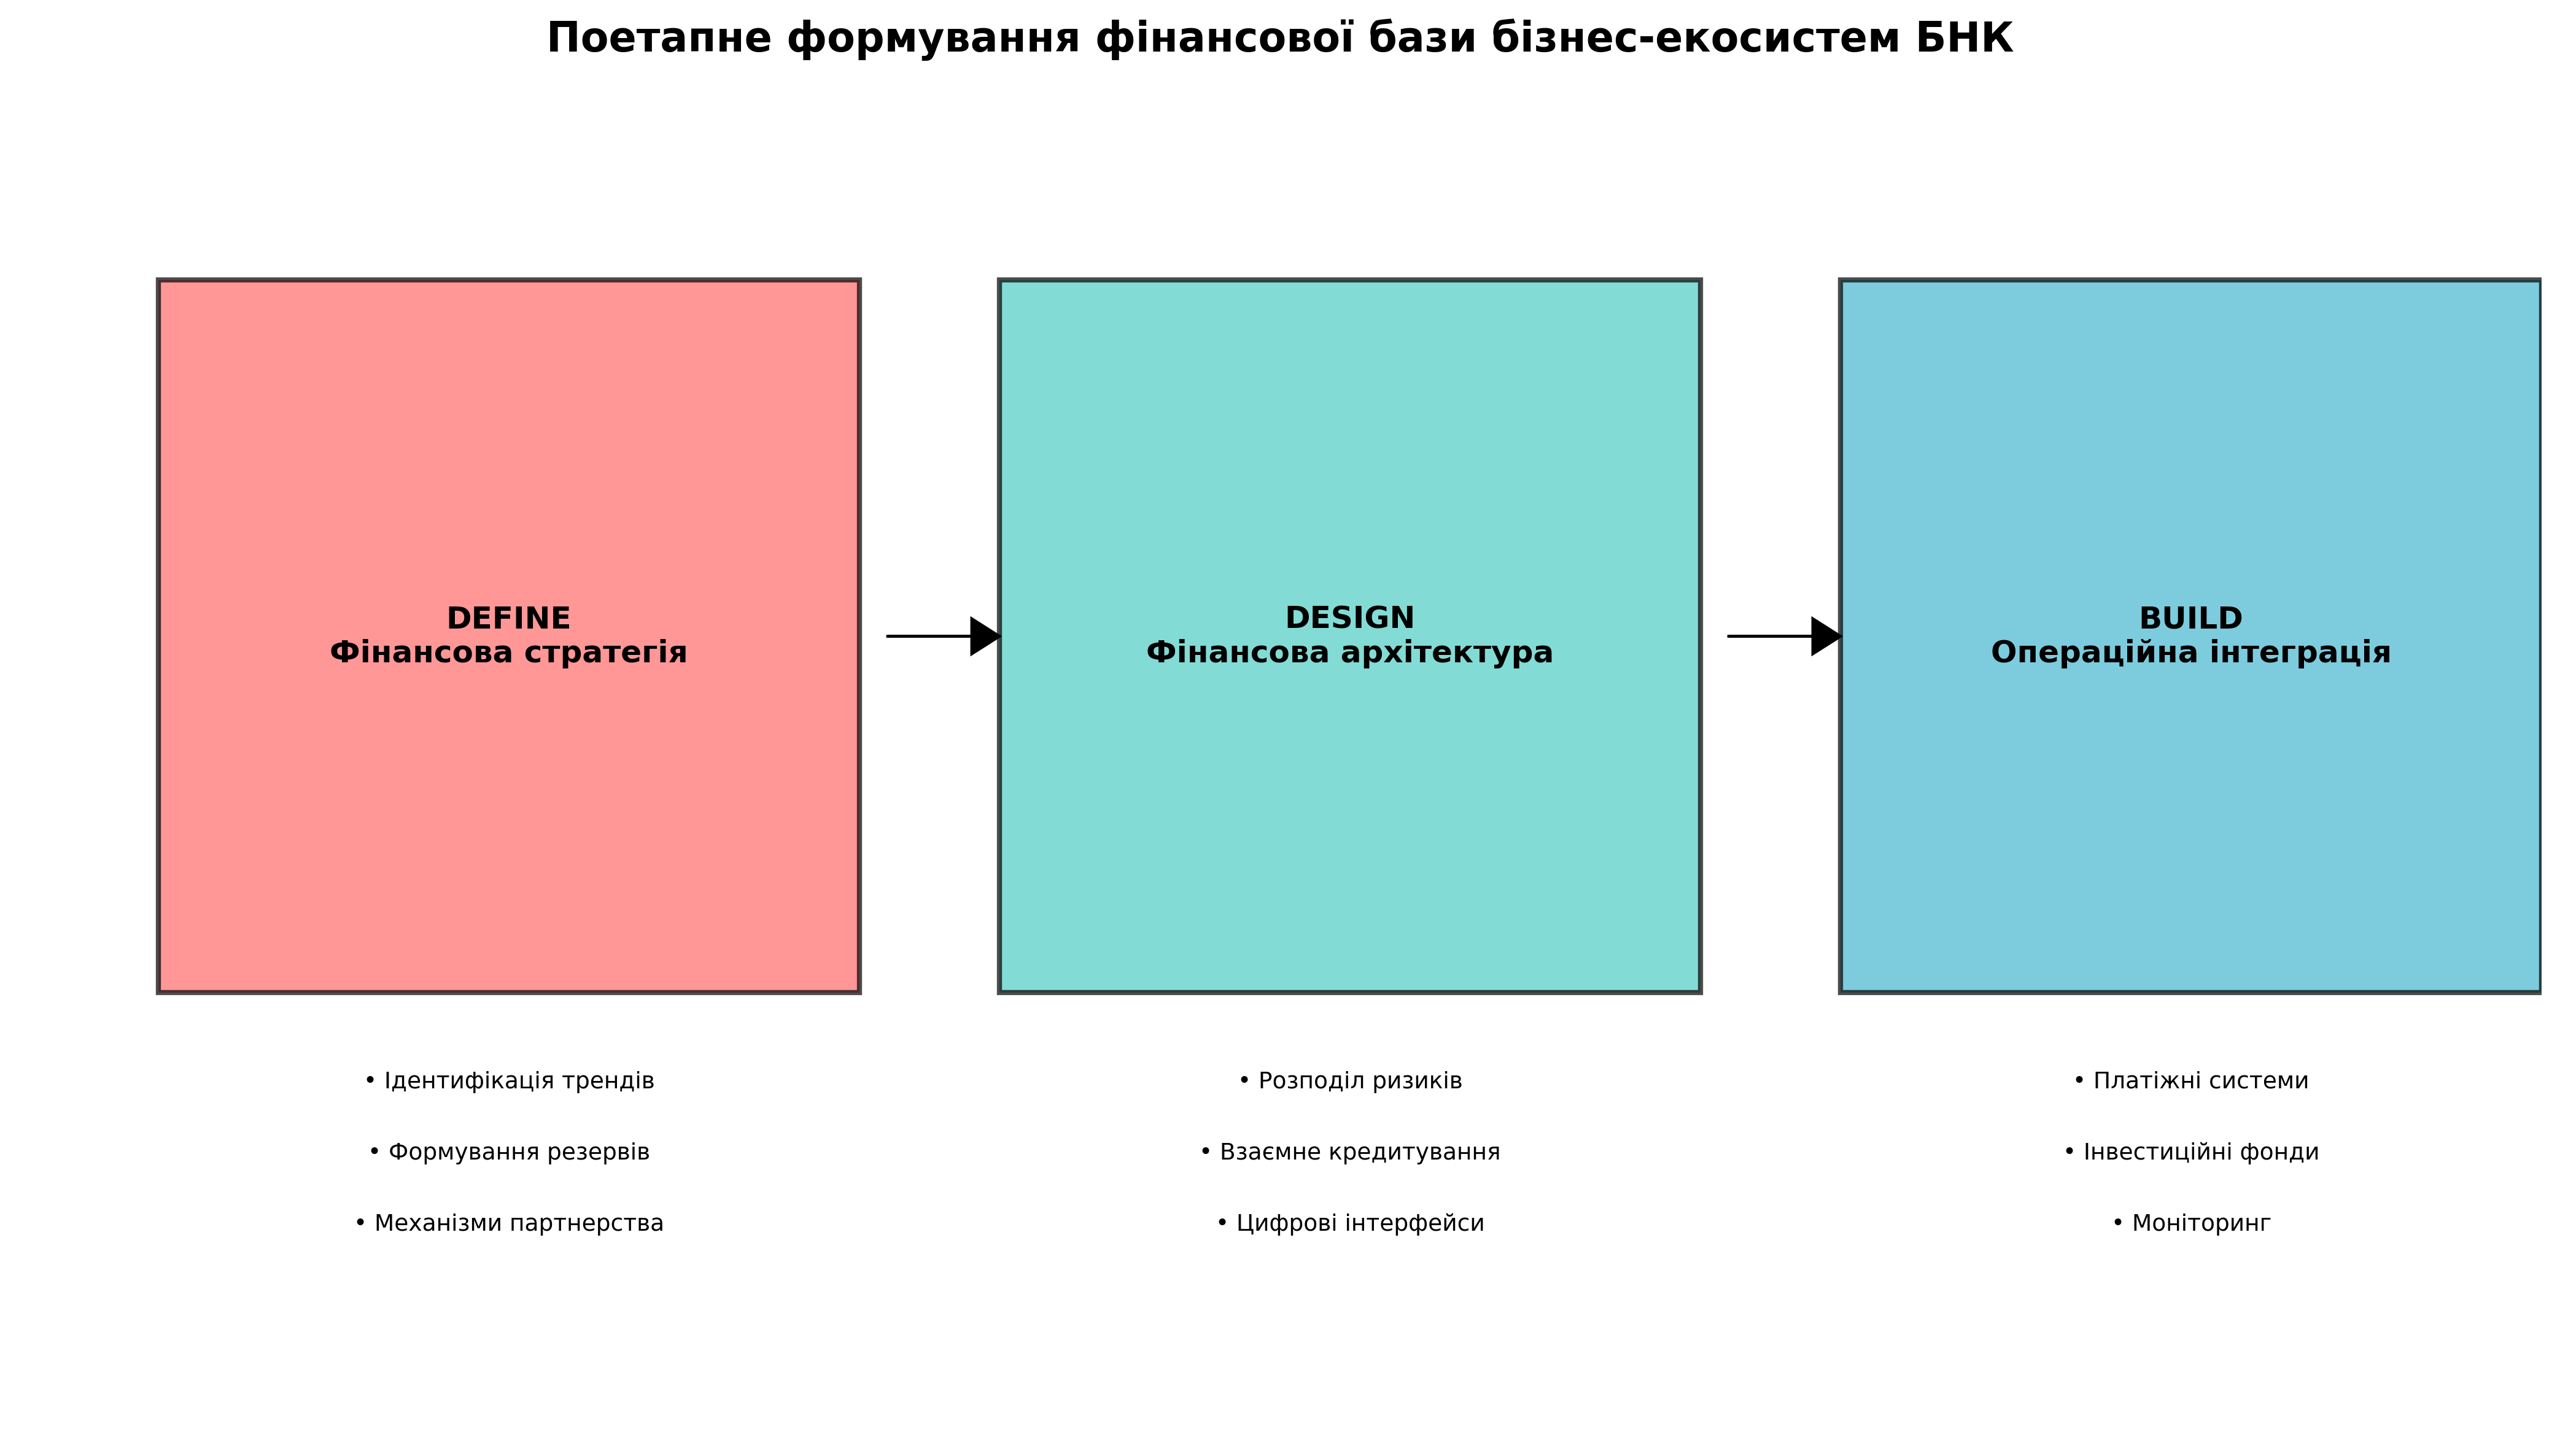 Поетапне формування фінансової бази бізнес-екосистем БНК
DEFINE
Фінансова стратегія
DESIGN
Фінансова архітектура
BUILD
Операційна інтеграція
• Ідентифікація трендів
• Формування резервів
• Механізми партнерства
• Розподіл ризиків
• Взаємне кредитування
• Цифрові інтерфейси
• Платіжні системи
• Інвестиційні фонди
• Моніторинг